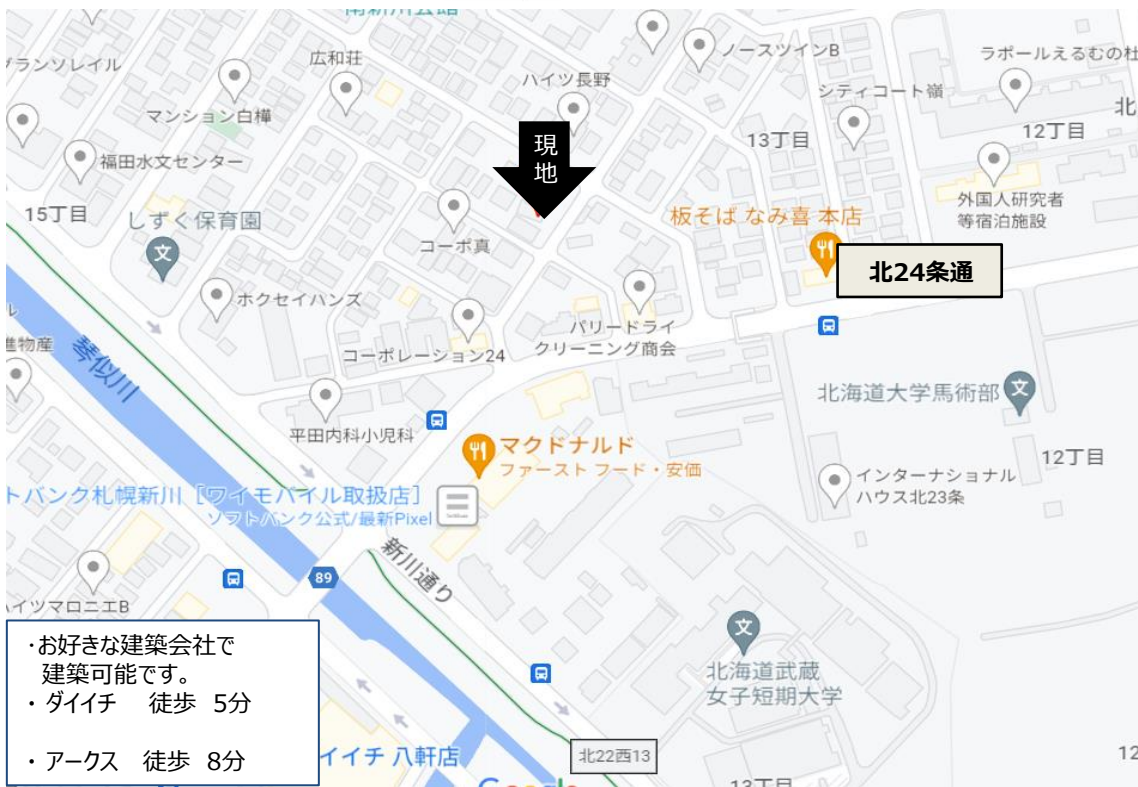 南新川会館
グランソレイル
広和荘
ノースツインB
ラポールえるむの杜
ハイツ長野
シティコート嶺
マンション白樺
北
12丁目
現
地
13丁目
福田水文センター
外国人研究者
等宿泊施設
15丁目
しずく保育園
板そば なみ喜 本店
コーポ真
北24条通
ホクセイハンズ
バリードライ
クリーニング商会
進物産
コーポレーション24
琴似川
北海道大学馬術部
平田内科小児科
マクドナルド
ファースト フード・安価
12丁目
インターナショナル
ハウス北23条
トバンク札幌新川［ワイモバイル取扱店］
ソフトバンク公式/最新Pixel
新川通り
89
イツマロニエB
・お好きな建築会社で
建築可能です。
・ ダイイチ 徒歩 5分
・ アークス 徒歩 8分
北海道武蔵
女子短期大学
イイチ 八軒店
北22西13
12
13丁目
Google